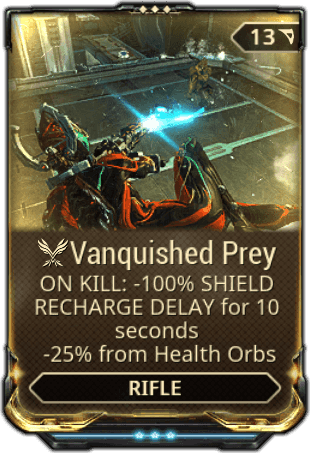 13
Vanquished Prey
ON KILL: -100% SHIELD
RECHARGE DELAY for 10
seconds
-25% from Health Orbs
RIFLE